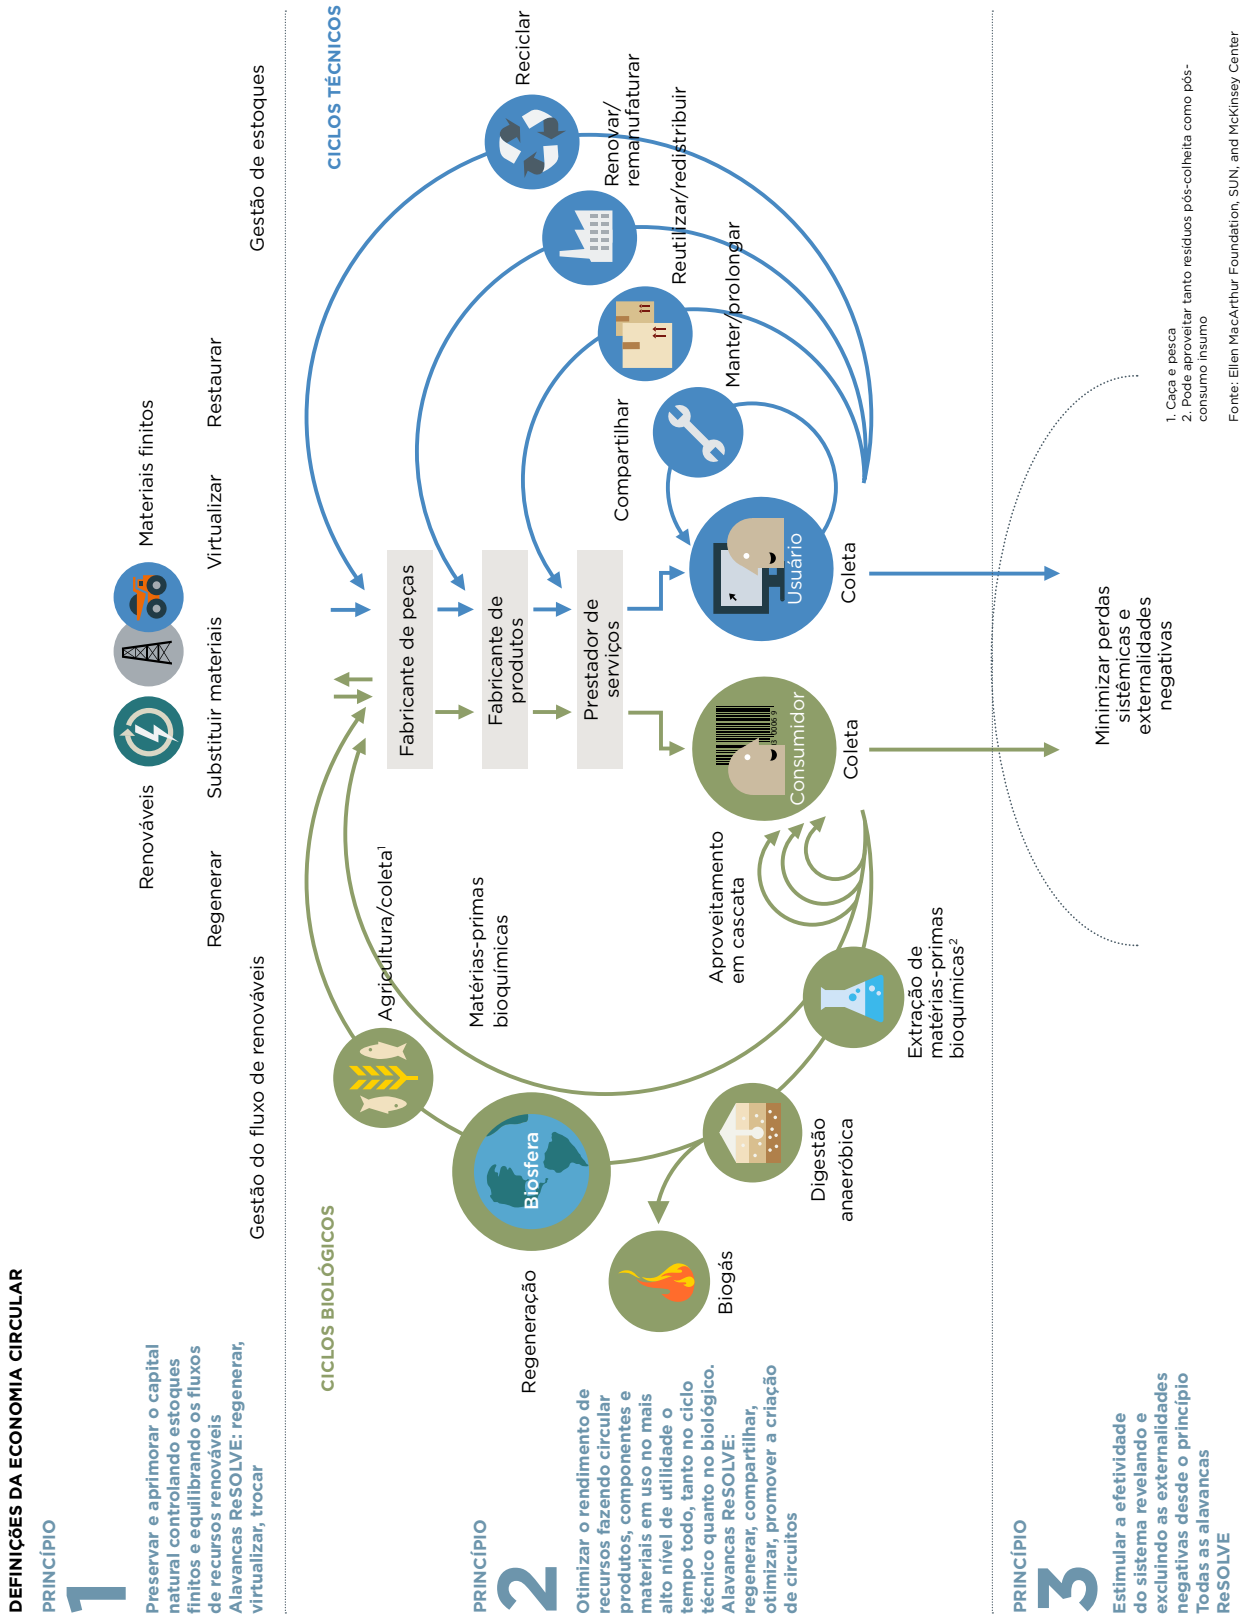 DEFINIÇõES DA ECONOMIA CIRCULAR
PRINCÍPIO
1
Preservar e aprimorar o capital
natural controlando estoques
finitos e equilibrando os fluxos
de recursos renováveis
Alavancas ReSOLVE: regenerar,
virtualizar, trocar
Renováveis
Materiais finitos
Regenerar
Substituir materiais
Virtualizar
Restaurar
Gestão do fluxo de renováveis
Gestão de estoques
PRINCÍPIO
2
Otimizar o rendimento de
recursos fazendo circular
produtos, componentes e
materiais em uso no mais
alto nível de utilidade o
tempo todo, tanto no ciclo
técnico quanto no biológico.
Alavancas ReSOLVE:
regenerar, compartilhar,
otimizar, promover a criação
de circuitos
CICLOS BIOLÓGICOS
CICLOS TÉCNICOS
Agricultura/coleta1
Matérias-primas
bioquímicas
Regeneração
Biosfera
Biogás
Digestão
anaeróbica
Extração de
matérias-primas
bioquímicas2
Aproveitamento
em cascata
Fabricante de peças
Fabricante de
produtos
Prestador de
serviços
Consumidor
Coleta
Usuário
Coleta
Compartilhar
Manter/prolongar
Reutilizar/redistribuir
Renovar/
remanufaturar
Reciclar
PRINCÍPIO
3
Estimular a efetividade
do sistema revelando e
excluindo as externalidades
negativas desde o princípio
Todas as alavancas
ReSOLVE
Minimizar perdas
sistêmicas e
externalidades
negativas
1. Caça e pesca
2. Pode aproveitar tanto resíduos pós-colheita como pós-
consumo insumo
Fonte: Ellen MacArthur Foundation, SUN, and McKinsey Center